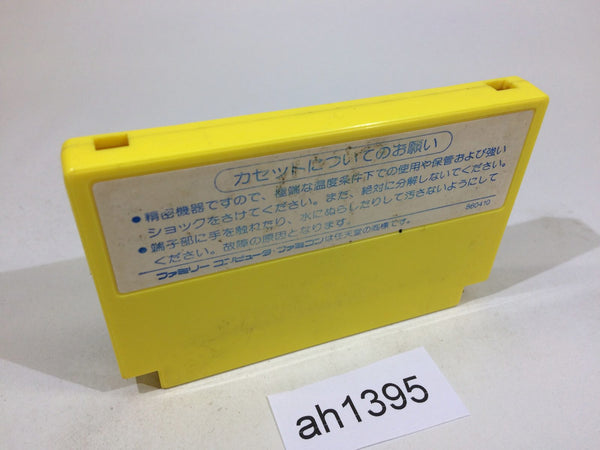 カセットについてのお願い
●精密機器ですので、極端な温度条件下での使用や保管および強い
ショックをさけてください。また、絶対に分解しないでください。
●端子部に手を触れたり、水にぬらしたりして汚さないようにして
ください。故障の原因となります。
880410
ファミリーコンピュータ・ファミコンは任天堂の商標です。
ah1395